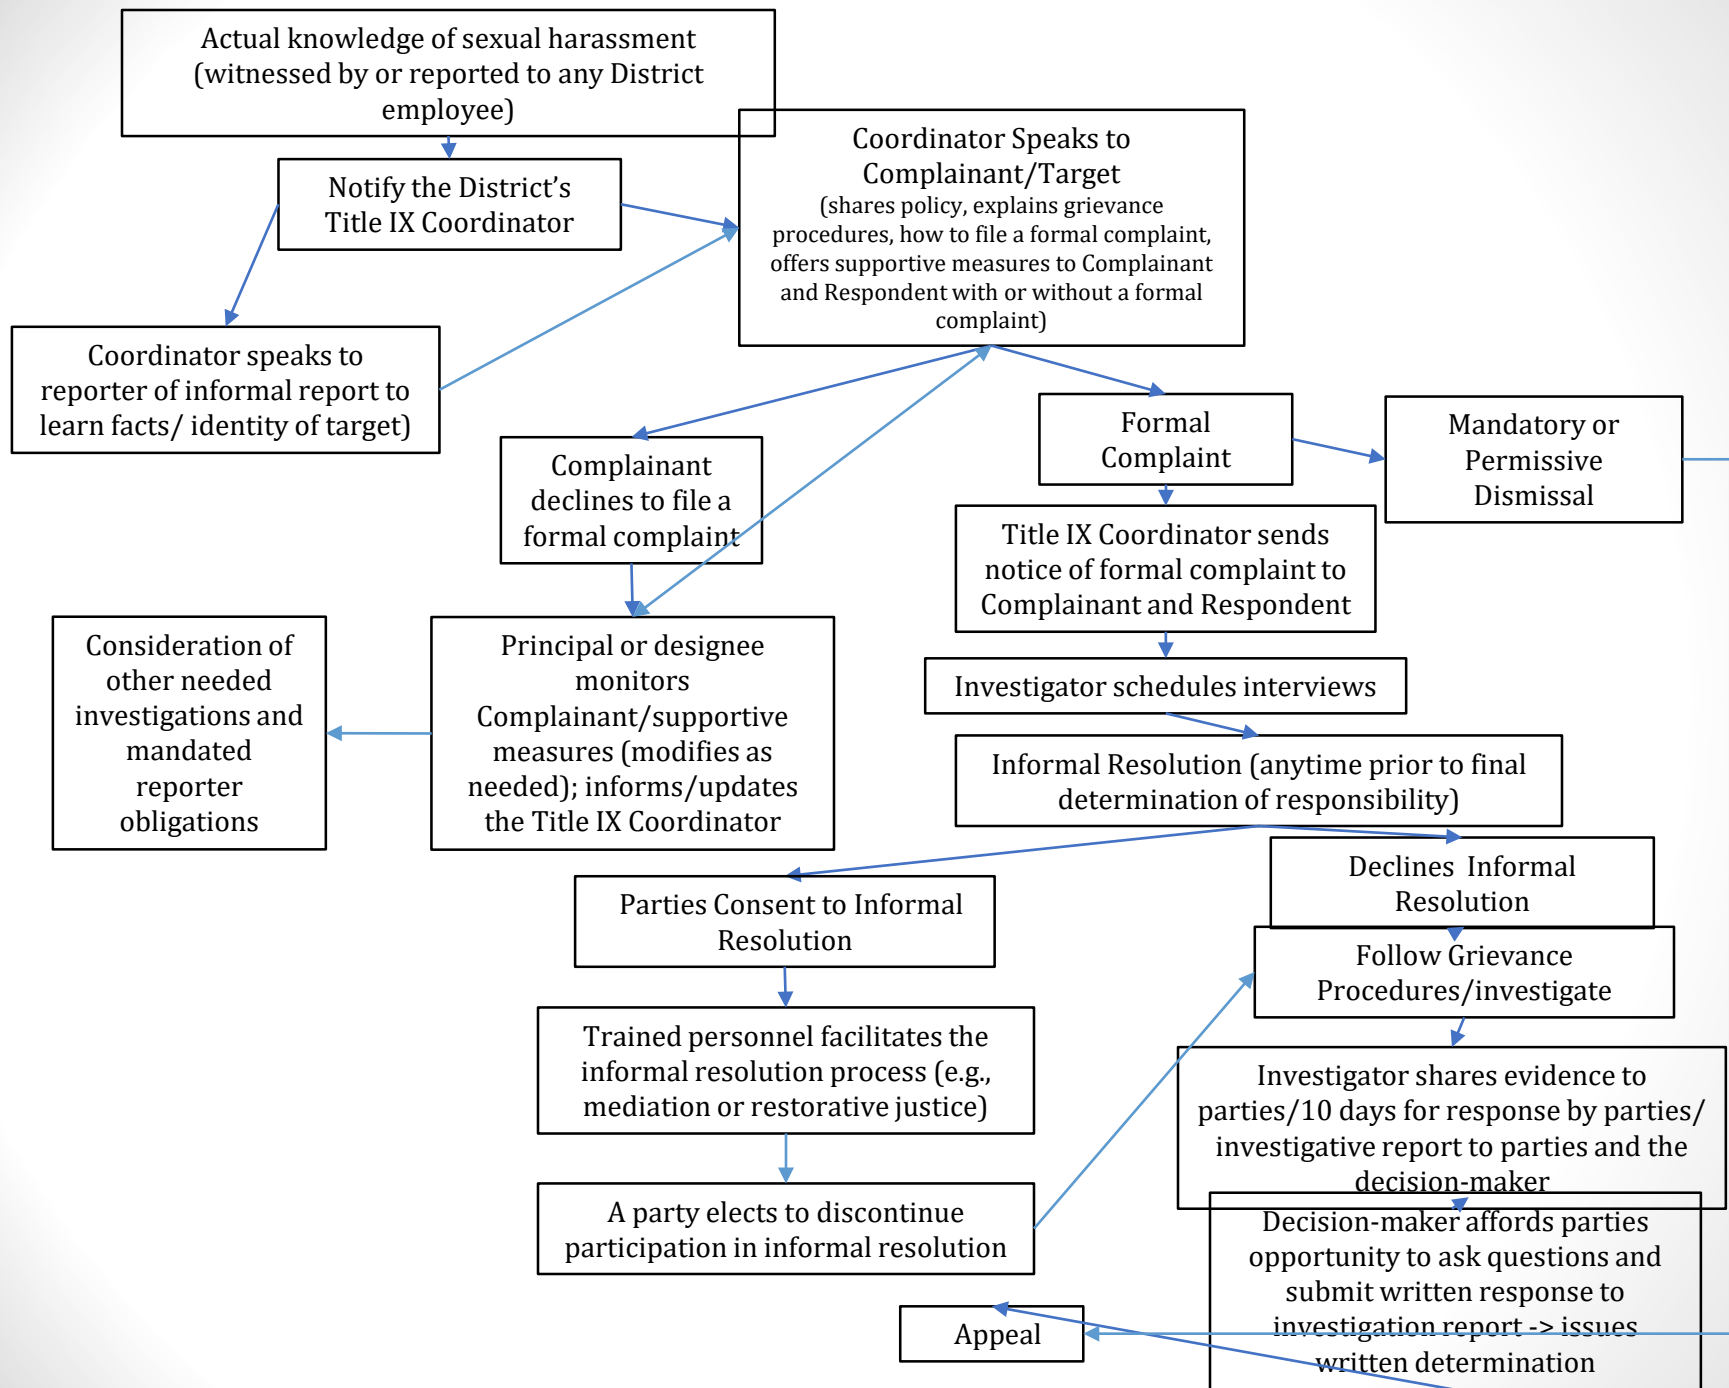 Actual knowledge of sexual harassment
(witnessed by or reported to any District
employee)
Notify the District’s
Title IX Coordinator
Coordinator Speaks to
Complainant/Target
(shares policy, explains grievance
procedures, how to file a formal complaint,
offers supportive measures to Complainant
and Respondent with or without a formal
complaint)
Coordinator speaks to
reporter of informal report to
learn facts/ identity of target)
Complainant
declines to file a
formal complaint
Formal
Complaint
Mandatory or
Permissive
Dismissal
Title IX Coordinator sends
notice of formal complaint to
Complainant and Respondent
Consideration of
other needed
investigations and
mandated
reporter
obligations
Principal or designee
monitors
Complainant/supportive
measures (modifies as
needed); informs/updates
the Title IX Coordinator
Investigator schedules interviews
Informal Resolution (anytime prior to final
determination of responsibility)
Parties Consent to Informal
Resolution
Declines  Informal
Resolution
Follow Grievance
Procedures/investigate
Trained personnel facilitates the
informal resolution process (e.g.,
mediation or restorative justice)
Investigator shares evidence to
parties/10 days for response by parties/
investigative report to parties and the
decision-maker
A party elects to discontinue
participation in informal resolution
Decision-maker affords parties
opportunity to ask questions and
submit written response to
investigation report -> issues
written determination
Appeal